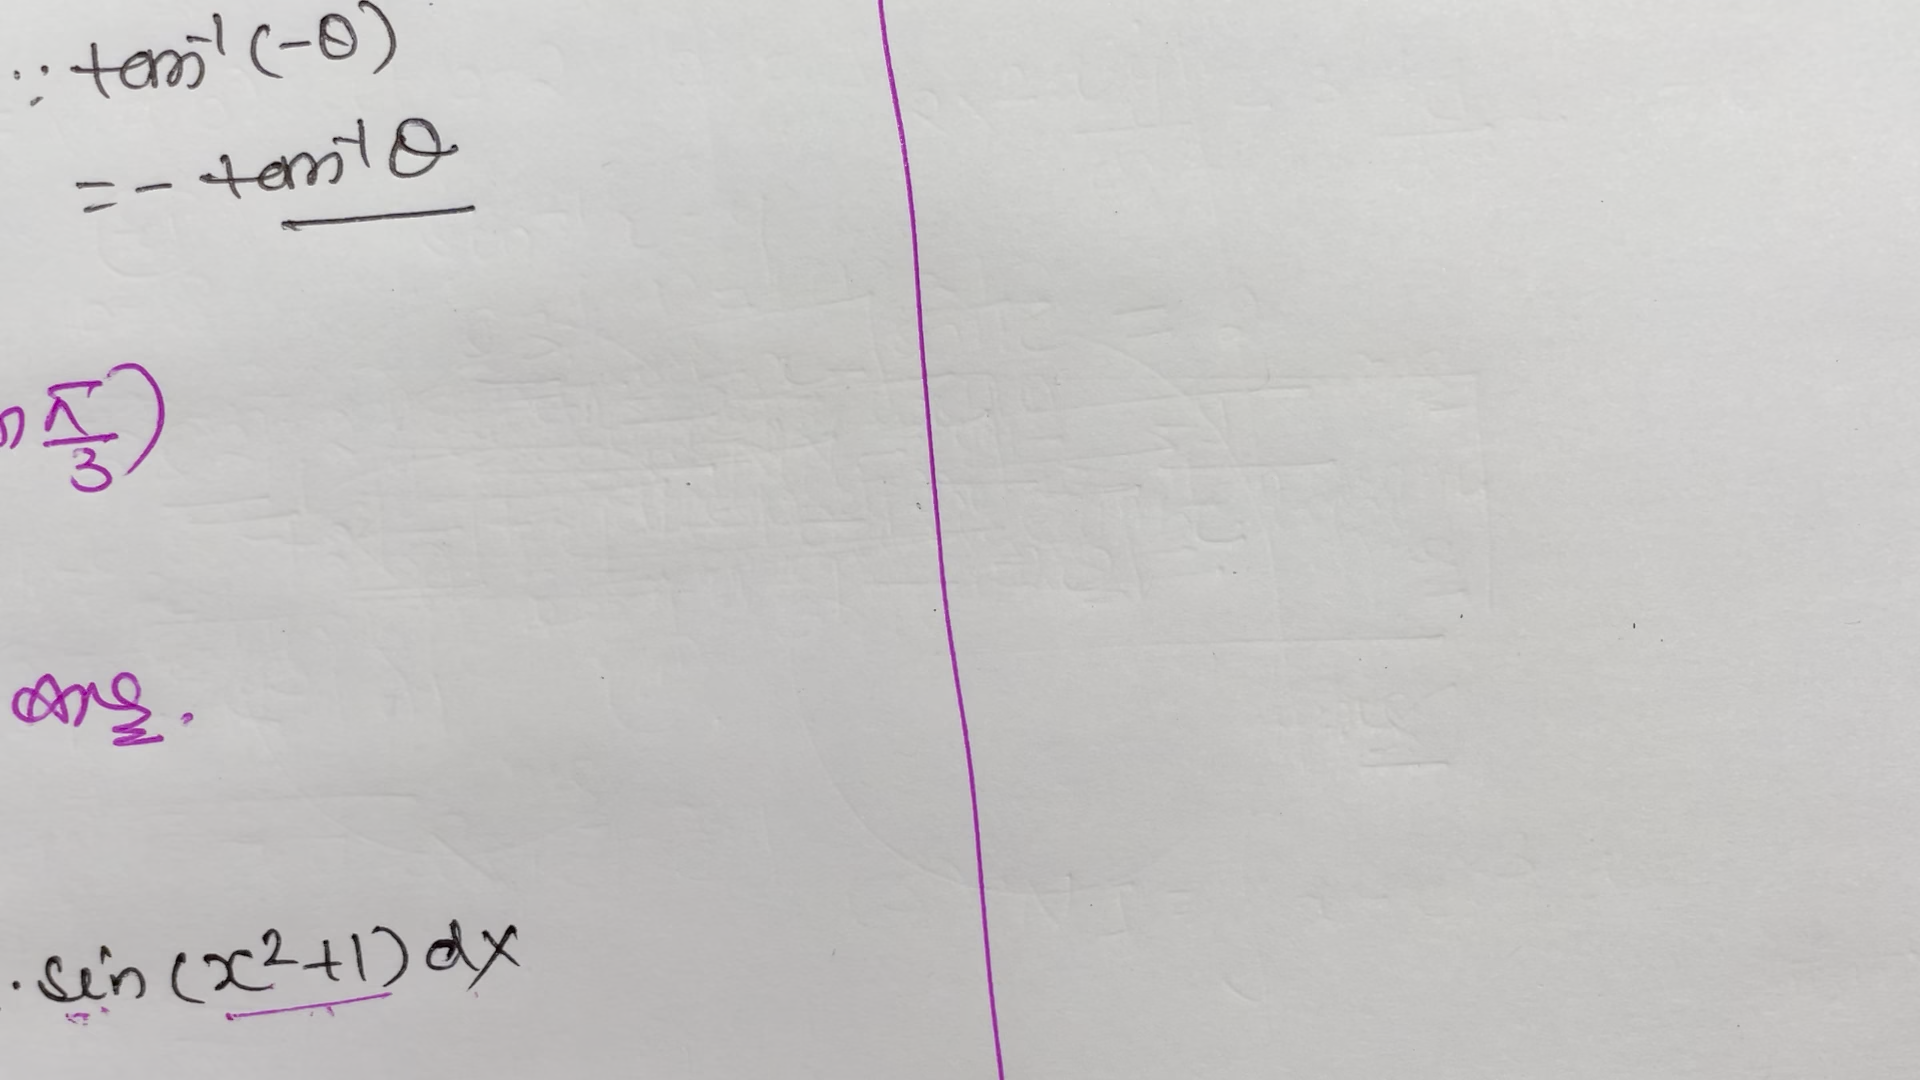 ∵ tan⁻¹(-θ)
= - tan⁻¹θ
n π/3)
Ans.
. sin (x²+1) dx